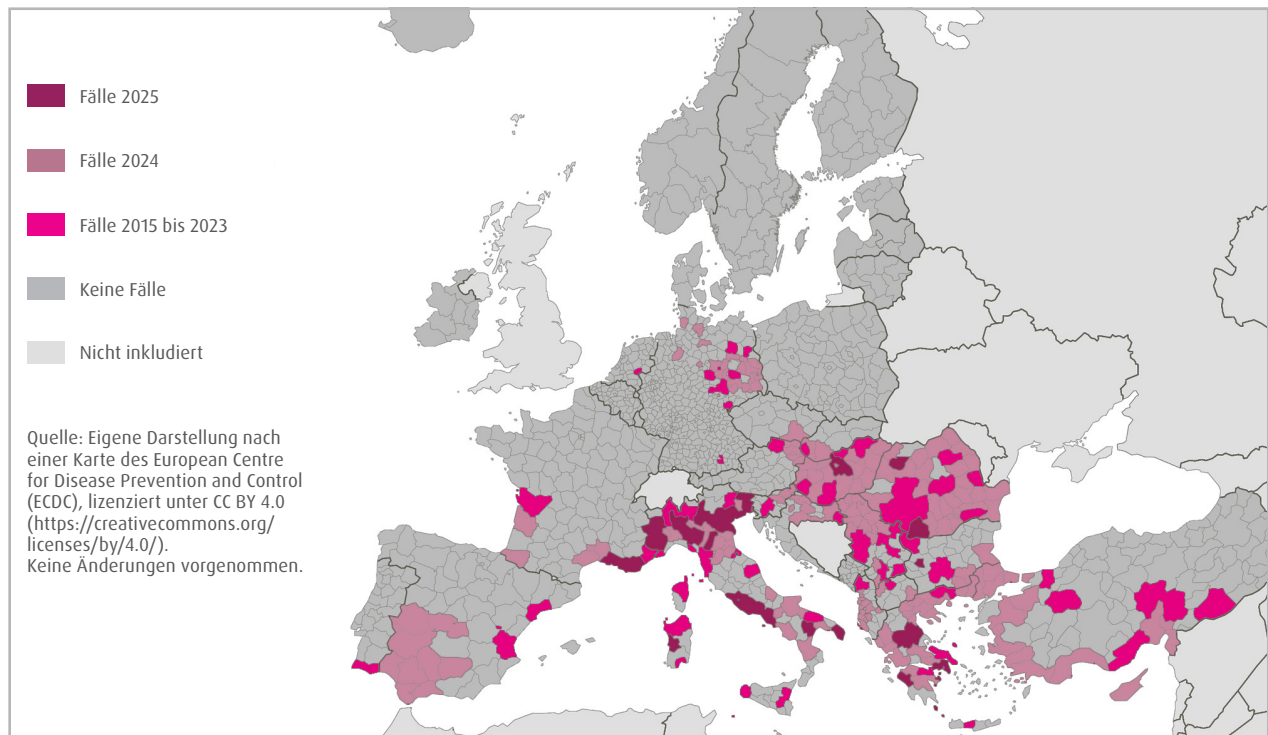 Fälle 2025
Fälle 2024
Fälle 2015 bis 2023
Keine Fälle
Nicht inkludiert
Quelle: Eigene Darstellung nach
einer Karte des European Centre
for Disease Prevention and Control
(ECDC), lizenziert unter CC BY 4.0
(https://creativecommons.org/
licenses/by/4.0/).
Keine Änderungen vorgenommen.